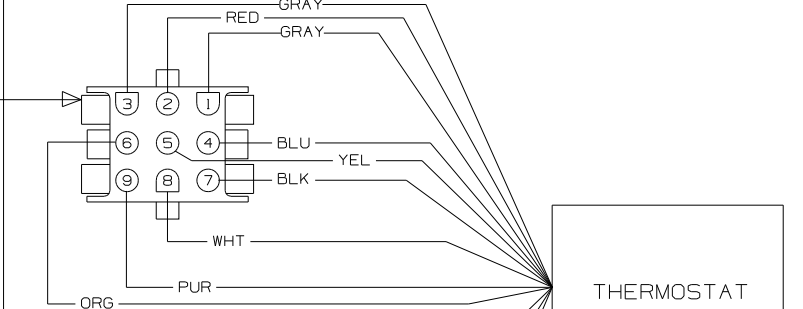 GRAY
RED
GRAY
3 2 1
6 5 4 BLU
YEL
9 8 7 BLK
WHT
PUR THERMOSTAT
ORG